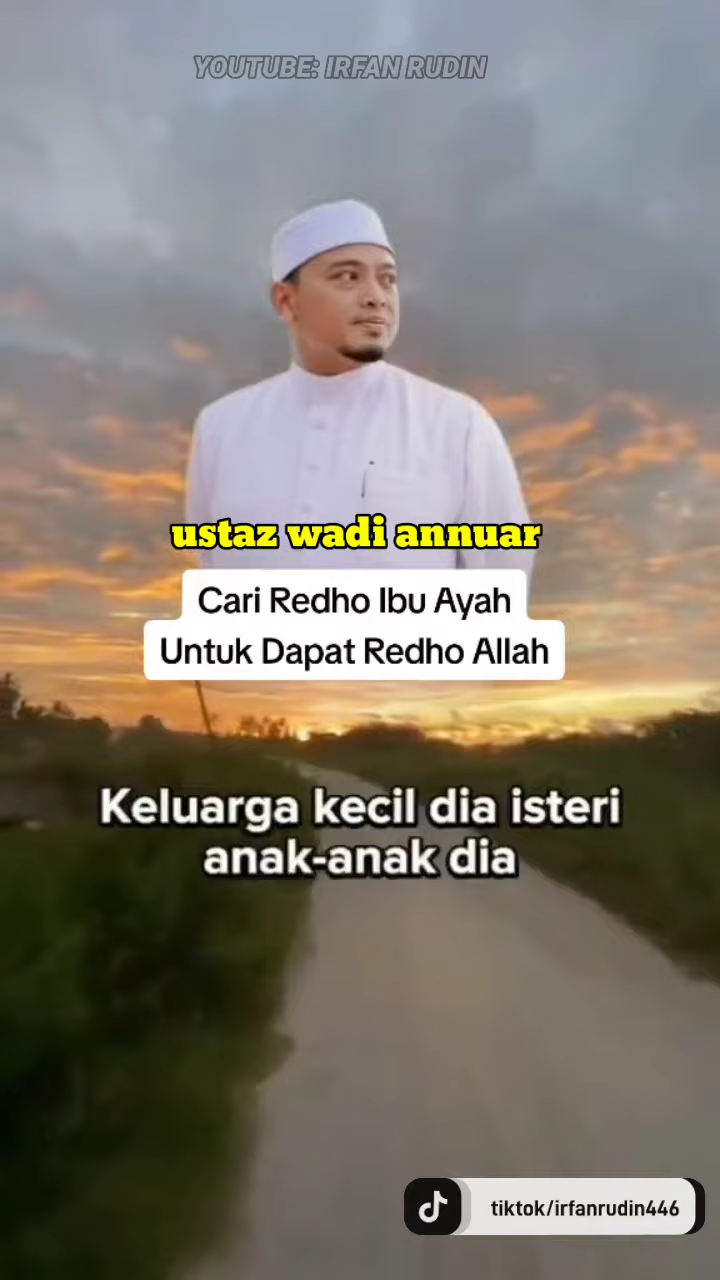 YOUTUBE: IRFAN RUDIN
ustaz wadi annuar
Cari Redho Ibu Ayah
Untuk Dapat Redho Allah
Keluarga kecil dia isteri
anak-anak dia
tiktok/irfanrudin446